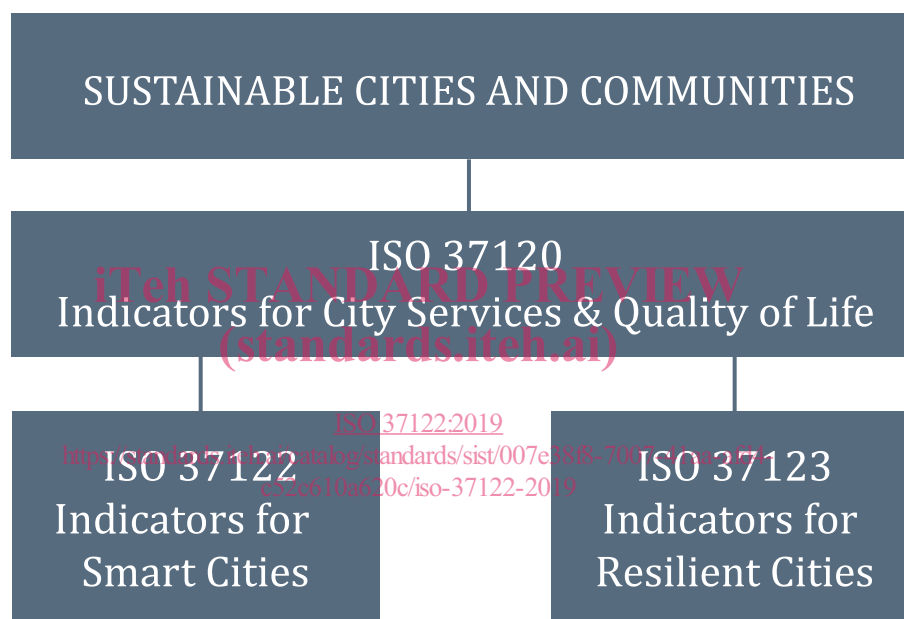 SUSTAINABLE CITIES AND COMMUNITIES
ISO 37120
iTeh STANDARD PREVIEW
Indicators for City Services & Quality of Life
(standards.iteh.ai)
ISO 37122:2019
ISO 37122
Indicators for
Smart Cities
c52c610a620c/iso-37122-2019
ISO 37123
Indicators for
Resilient Cities